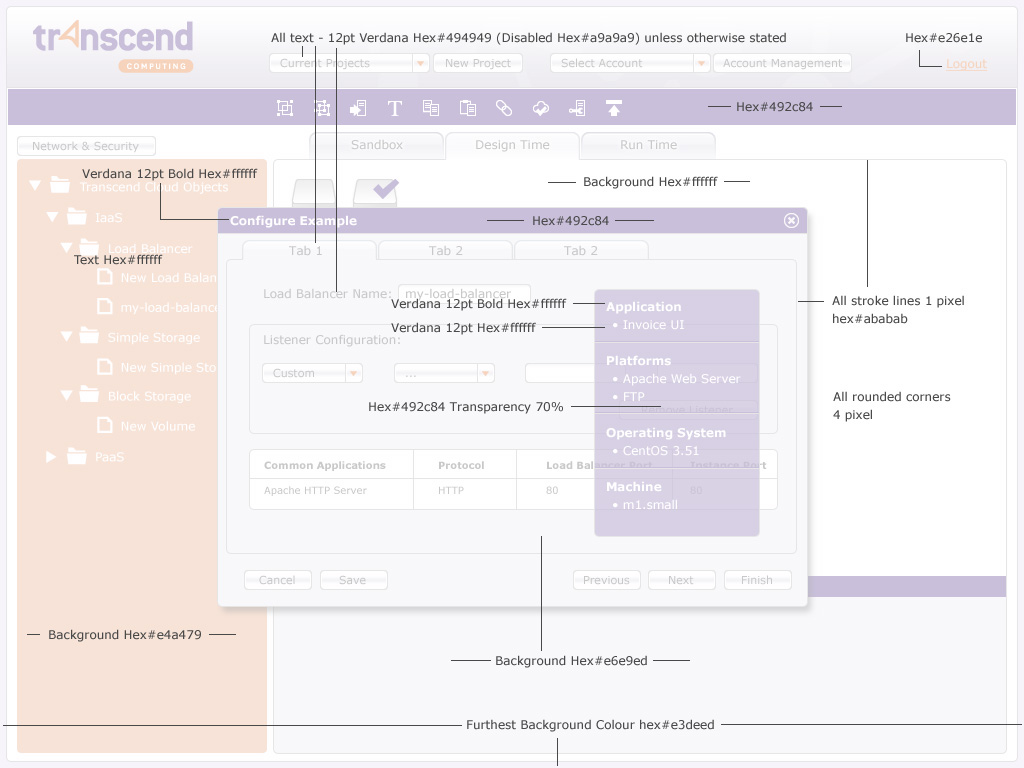 transcend
COMPUTING
All text - 12pt Verdana Hex#494949 (Disabled Hex#a9a9a9) unless otherwise stated
Hex#e26e1e
Current Projects
New Project
Select Account
Account Management
Logout
Hex#492c84
T
Network & Security
Sandbox
Design Time
Run Time
Verdana 12pt Bold Hex#ffffff
Background Hex#ffffff
Transcend Cloud Objects
IaaS
Load Balancer
Text Hex#ffffff
New Load Balan
my-load-balance
Simple Storage
New Simple Sto
Block Storage
New Volume
PaaS
Configure Example
Hex#492c84
Tab 1
Tab 2
Tab 2
Load Balancer Name:
my-load-balancer
Verdana 12pt Bold Hex#ffffff
Verdana 12pt Hex#ffffff
Listener Configuration:
Custom
...
Hex#492c84 Transparency 70%
Remove Listener
Application
• Invoice UI
Platforms
• Apache Web Server
• FTP
Operating System
• CentOS 3.51
Machine
• m1.small
Common Applications
Protocol
Load Balancer Port
Instance Port
Apache HTTP Server
HTTP
80
80
Cancel
Save
Previous
Next
Finish
All stroke lines 1 pixel
hex#ababab
All rounded corners
4 pixel
Background Hex#e4a479
Background Hex#e6e9ed
Furthest Background Colour hex#e3deed